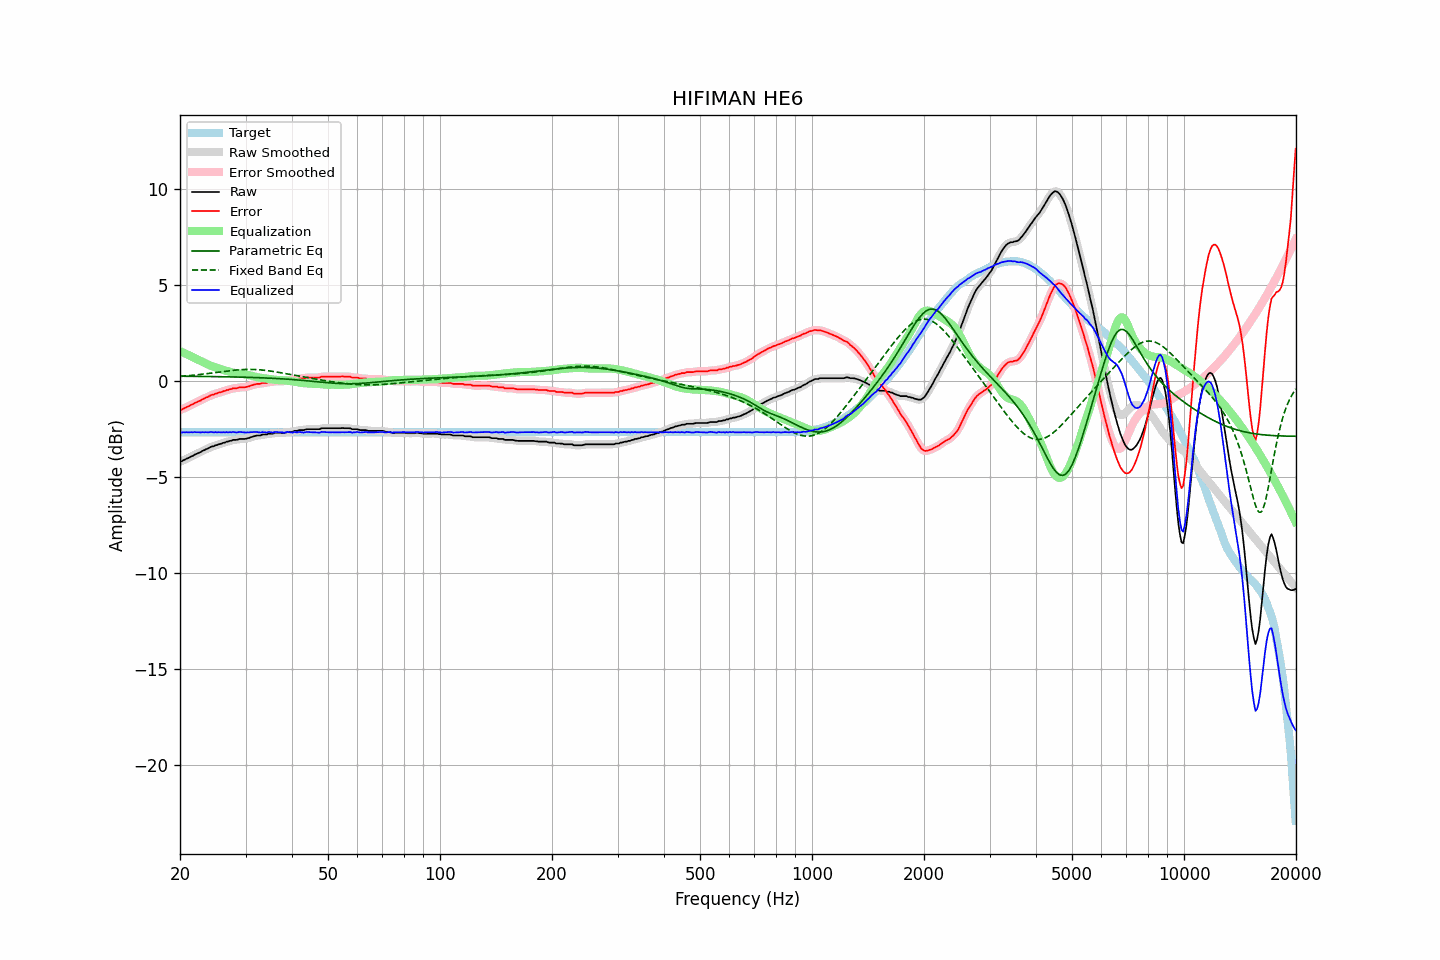 HIFIMAN HE6
Target
Raw Smoothed
Error Smoothed
Raw
Error
Equalization
Parametric Eq
Fixed Band Eq
Equalized
10
5
0
−5
−10
−15
−20
Amplitude (dBr)
20 50 100 200 500 1000 2000 5000 10000 20000
Frequency (Hz)